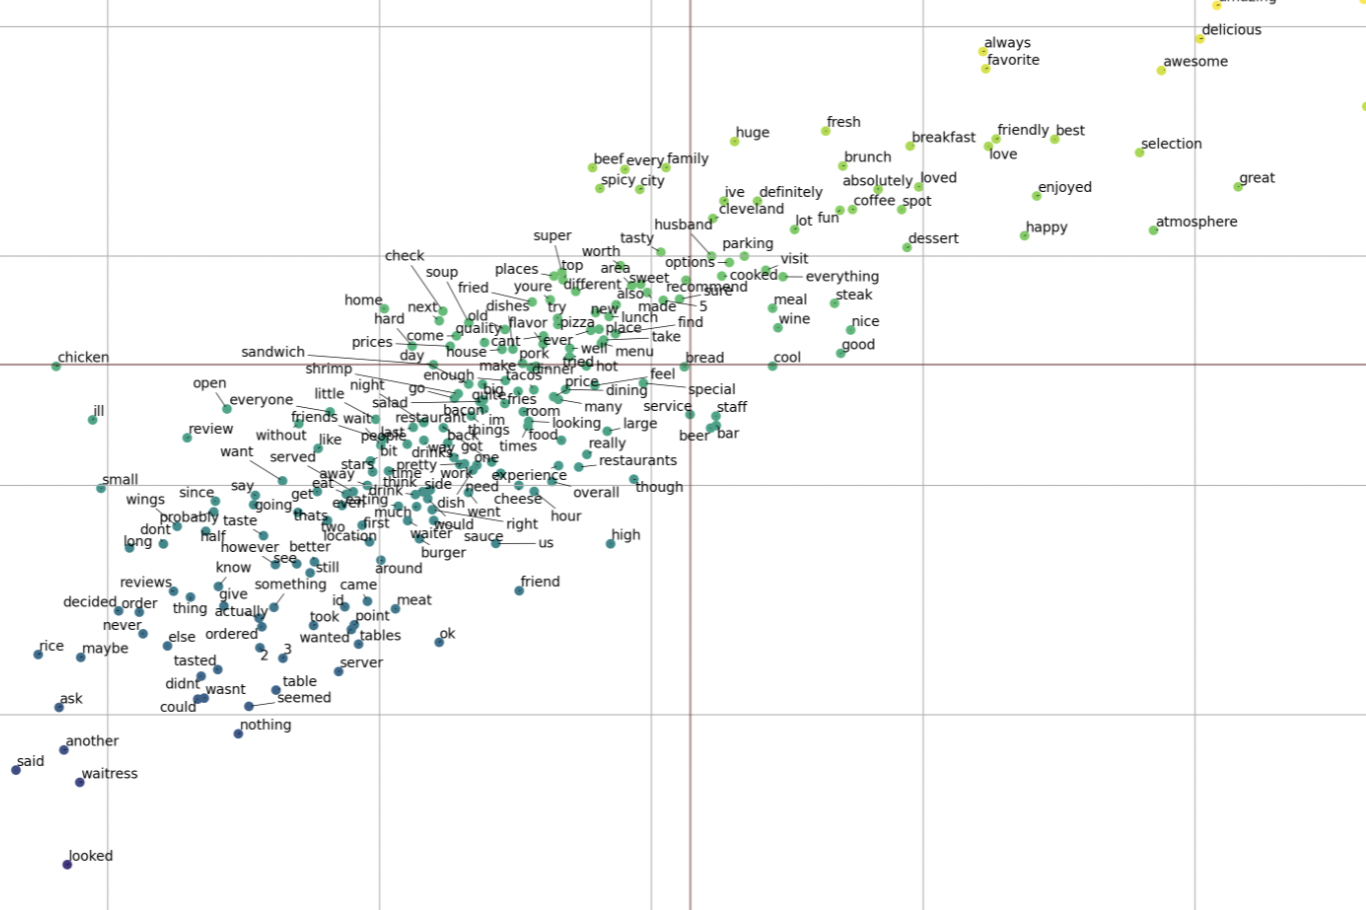 amazing
delicious
always
favorite
awesome
fresh
huge
friendly best
breakfast
love
selection
beef every family
brunch
spicy city
absolutely loved
great
ive definitely
enjoyed
cleveland
coffee spot
lot fun
husband
atmosphere
happy
super
tasty
parking
dessert
check
worth
options
visit
soup
places top
area
cooked everything
fried
youre different
sweet
recommend
sure
home
next
dishes
try
also
made
5
meal
steak
hard
old
flavor
new lunch
wine
nice
come
quality
pizza place
find
prices
cant
ever
take
good
sandwich
day
house
pork
well menu
bread
cool
chicken
shrimp
make
dinner
fried
hot
enough
tacos
feel
open
little
night
go
big
price
dining
special
everyone
salad
quite
fries
many
ill
friends wait
bacon
room
service
staff
restaurant
im
looking
large
review
without
like
people
last
back
things
food
beer bar
want
served
bit
way
got
times
really
stars
drinks
one
restaurants
small
away
pretty
work
experience
say
eat
time
think
side
need
overall
though
wings
since
get
even
eating
drink
dish
cheese
going
much
went
hour
probably
taste
thats
two
first
would
right
dont
half
location
waiter
sauce
us
high
long
however
better
burger
see
still
around
know
reviews
something
came
friend
give
id
meat
decided order
thing
actually
took
point
never
ordered
wanted
tables
ok
else
rice
maybe
2
3
tasted
server
didnt
wasnt
table
ask
could
seemed
nothing
another
said
waitress
looked